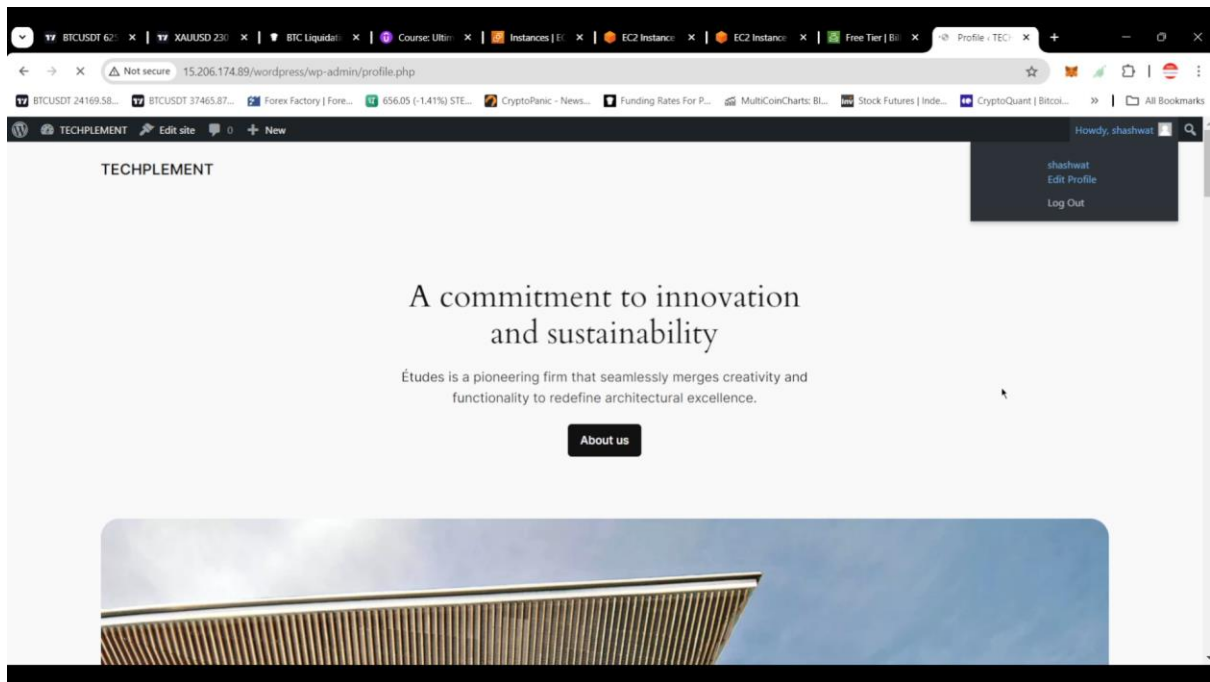 BTCUSDT 625 XAUUSD 230 BTC Liquidati Course: Ultim Instances | EC EC2 Instance EC2 Instance Free Tier | Bil Profile ‹ TECH
Not secure 15.206.174.89/wordpress/wp-admin/profile.php
BTCUSDT 24169.58... BTCUSDT 37465.87... Forex Factory | Fore... 656.05 (-1.41%) STE... CryptoPanic - News... Funding Rates For P... MultiCoinCharts: Bl... Stock Futures | Inde... CryptoQuant | Bitcoi... » All Bookmarks
TECHPLEMENT Edit site 0 + New Howdy, shashwat
TECHPLEMENT
shashwat
Edit Profile
Log Out
A commitment to innovation
and sustainability
Études is a pioneering firm that seamlessly merges creativity and
functionality to redefine architectural excellence.
About us